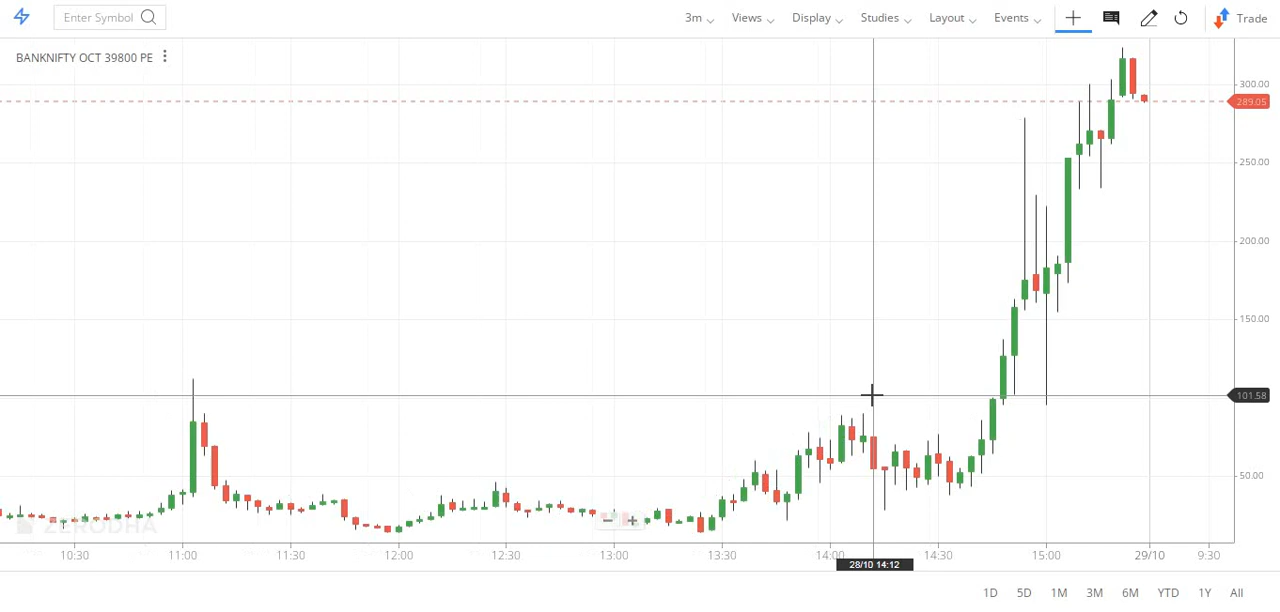 Enter Symbol 3m Views Display Studies Layout Events Trade
BANKNIFTY OCT 39800 PE
300.00
289.05
250.00
200.00
150.00
101.58
50.00
ZERODHA
10:30 11:00 11:30 12:00 12:30 13:00 13:30 14:00 14:30 15:00 29/10 9:30
28/10 14:12
1D 5D 1M 3M 6M YTD 1Y All